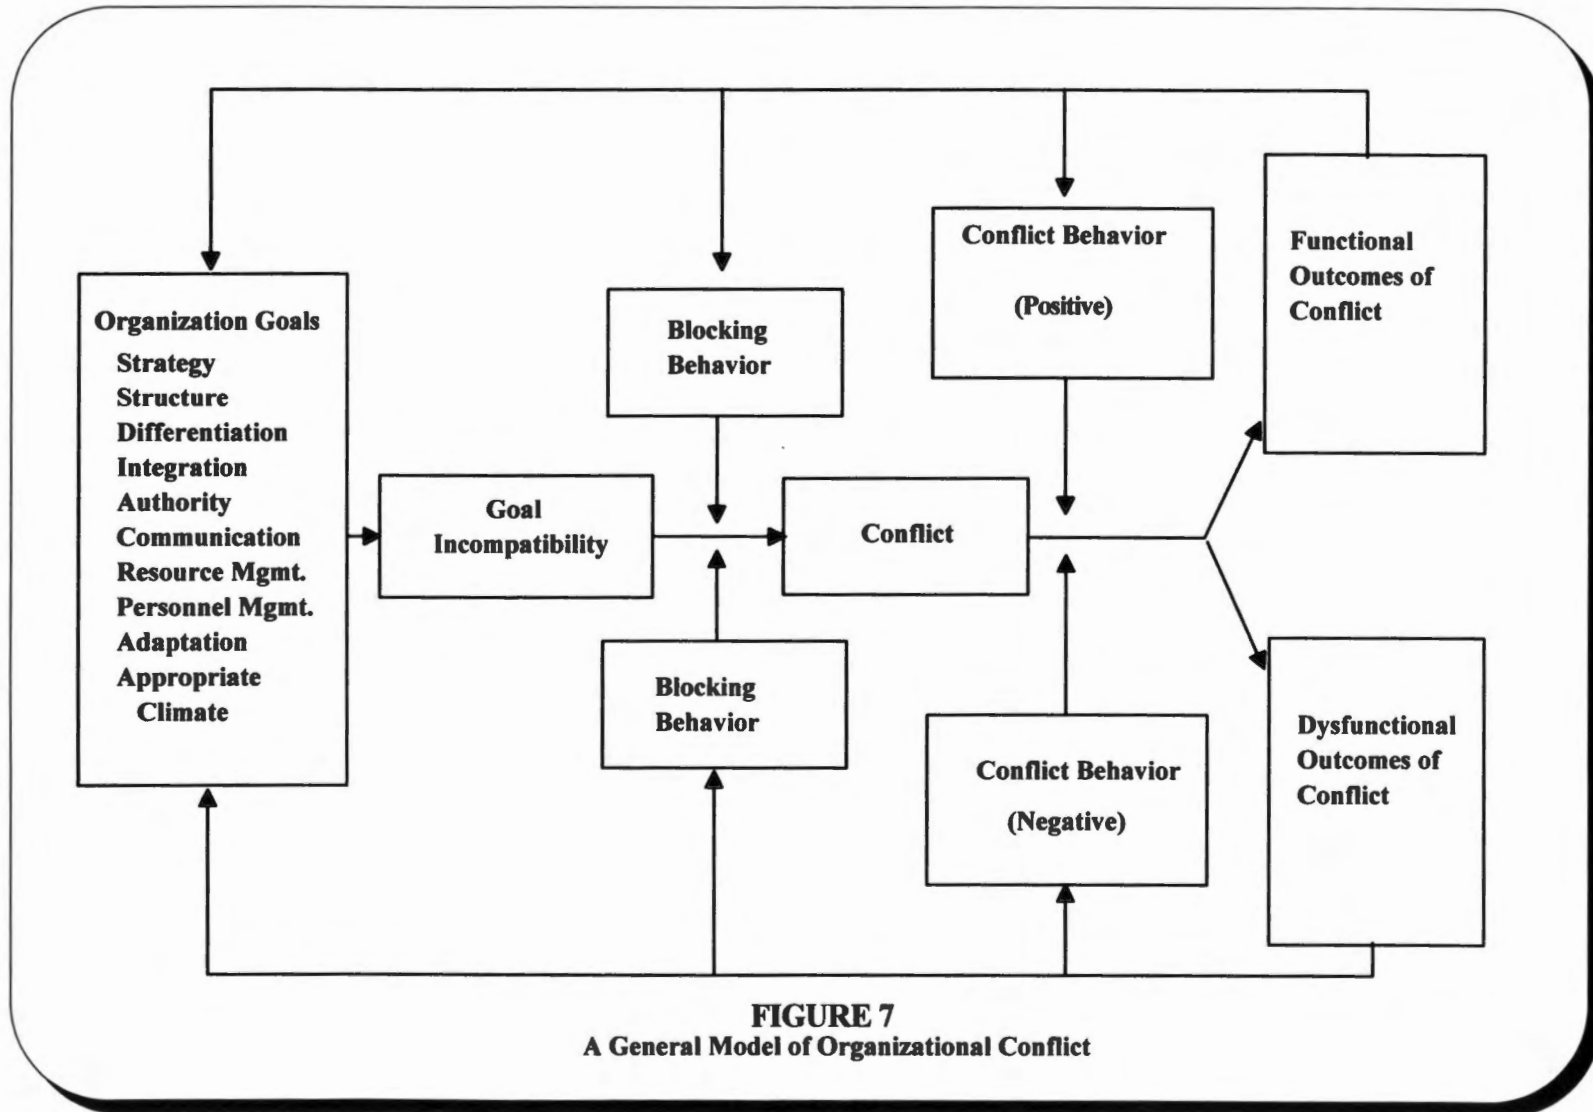 Organization Goals
Strategy
Structure
Differentiation
Integration
Authority
Communication
Resource Mgmt.
Personnel Mgmt.
Adaptation
Appropriate
Climate
Goal
Incompatibility
Blocking
Behavior
Blocking
Behavior
Conflict
Conflict Behavior
(Positive)
Conflict Behavior
(Negative)
Functional
Outcomes of
Conflict
Dysfunctional
Outcomes of
Conflict
FIGURE 7
A General Model of Organizational Conflict